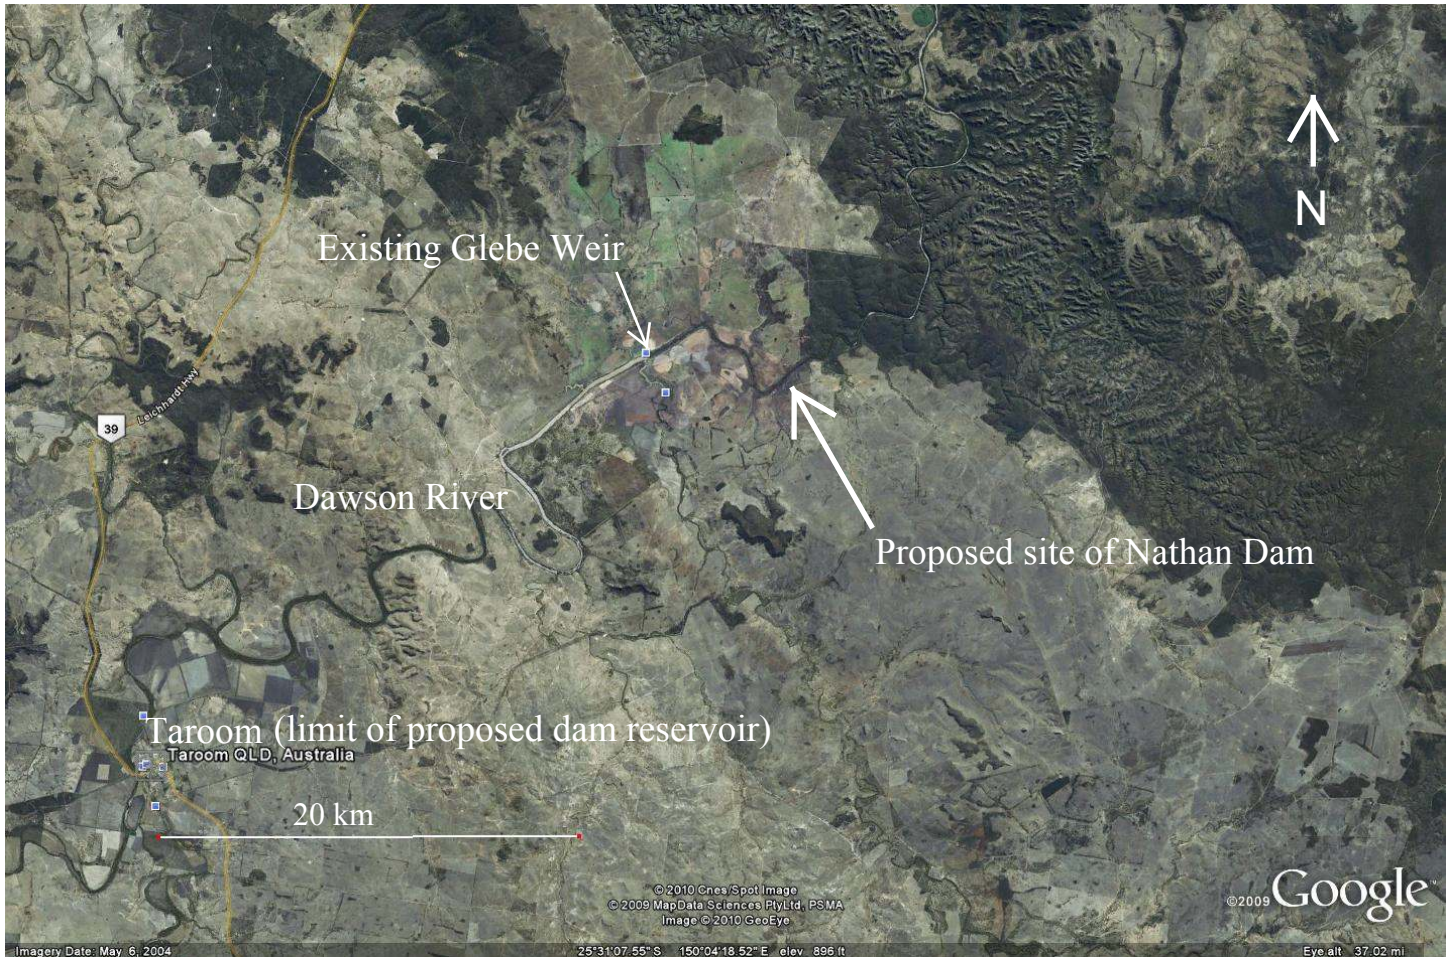 N
Existing Glebe Weir
Leichhardt Hwy
39
Dawson River
Proposed site of Nathan Dam
Taroom (limit of proposed dam reservoir)
Taroom QLD, Australia
20 km
© 2010 Cnes/Spot Image
© 2009 MapData Sciences PtyLtd, PSMA
Image © 2010 GeoEye
©2009 Google™
Imagery Date: May 6, 2004 25°31'07.55" S 150°04'18.52" E elev 896 ft Eye alt 37.02 mi